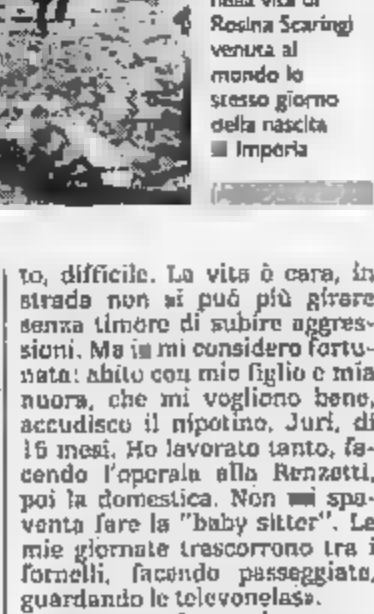 nella vita di
Rosina Scaringi
venuta al
mondo lo
stesso giorno
della nascita
Imperia
to, difficile. La vita è cara, in
strada non si può più girare
senza timore di subire aggres-
sioni. Ma mi considero fortu-
nata: abito con mio figlio e mia
nuora, che mi vogliono bene,
accudisco il nipotino, Juri, di
16 mesi. Ho lavorato tanto, fa-
cendo l'operaia alla Renzetti,
poi la domestica. Non spa-
venta fare la "baby sitter". Le
mie giornate trascorrono tra i
fornelli, facendo passeggiate,
guardando le